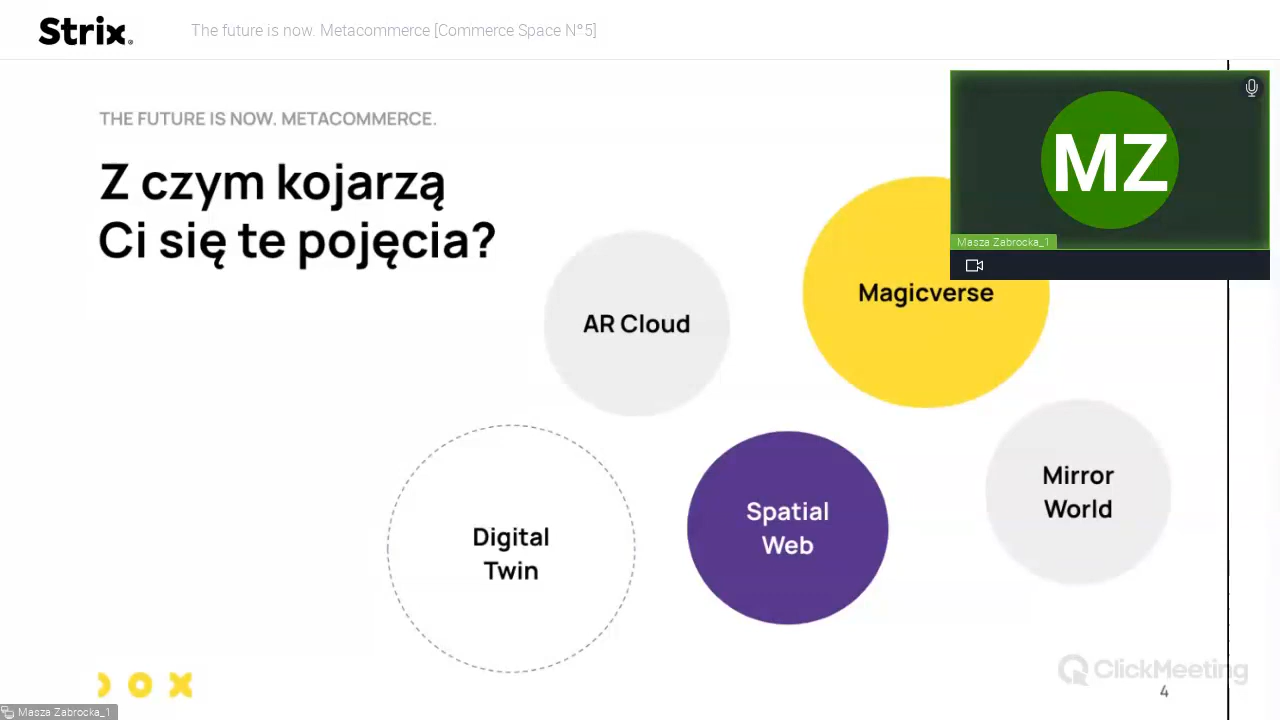 Strix
The future is now. Metacommerce [Commerce Space N°5]
THE FUTURE IS NOW. METACOMMERCE.
Z czym kojarzą
Ci się te pojęcia?
MZ
Masza Zabrocka_1
AR Cloud
Magicverse
Digital
Twin
Spatial
Web
Mirror
World
ClickMeeting
4
Masza Zabrocka_1